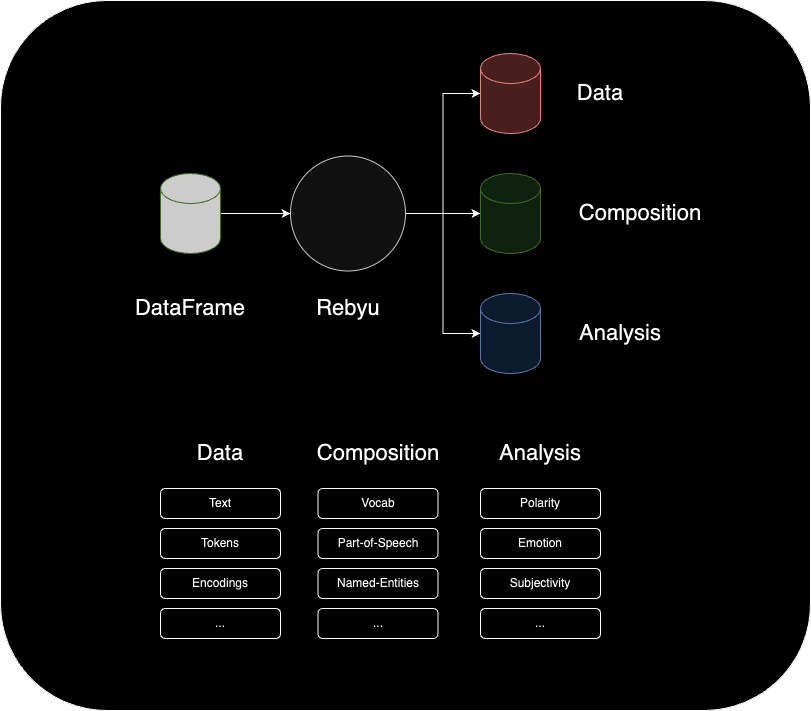 Data
Composition
DataFrame
Rebyu
Analysis
Data
Composition
Analysis
Text
Vocab
Polarity
Tokens
Part-of-Speech
Emotion
Encodings
Named-Entities
Subjectivity
...
...
...